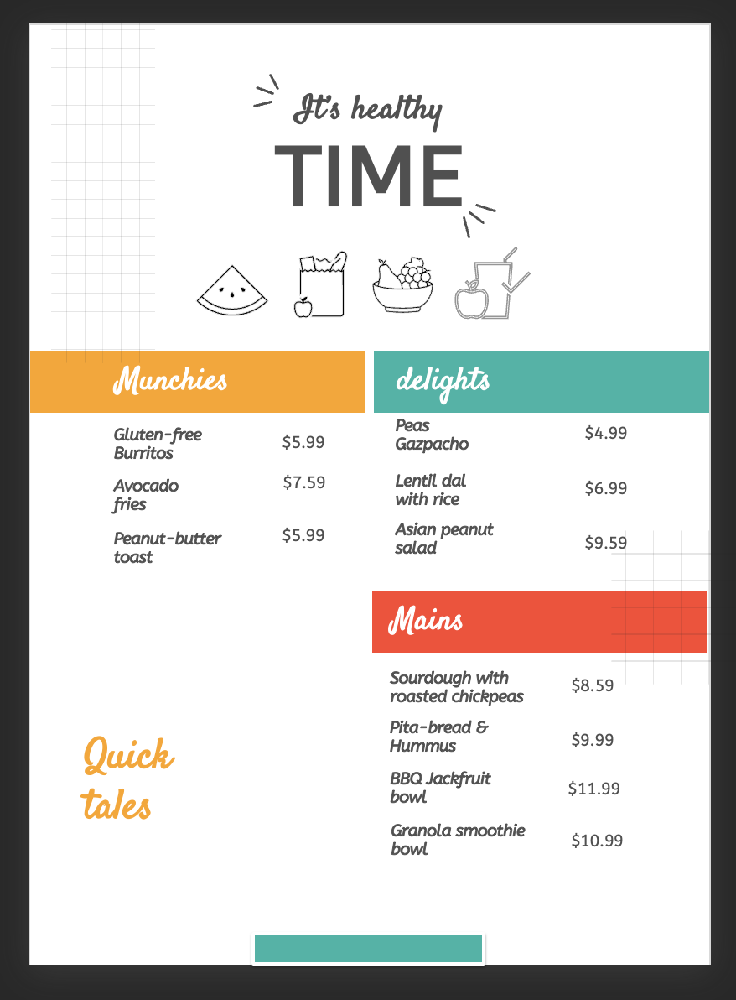 It's healthy
TIME
Munchies
Gluten-free
Burritos
$5.99
Avocado
fries
$7.59
Peanut-butter
toast
$5.99
delights
Peas
Gazpacho
$4.99
Lentil dal
with rice
$6.99
Asian peanut
salad
$9.59
Mains
Sourdough with
roasted chickpeas
$8.59
Pita-bread &
Hummus
$9.99
BBQ Jackfruit
bowl
$11.99
Granola smoothie
bowl
$10.99
Quick
tales